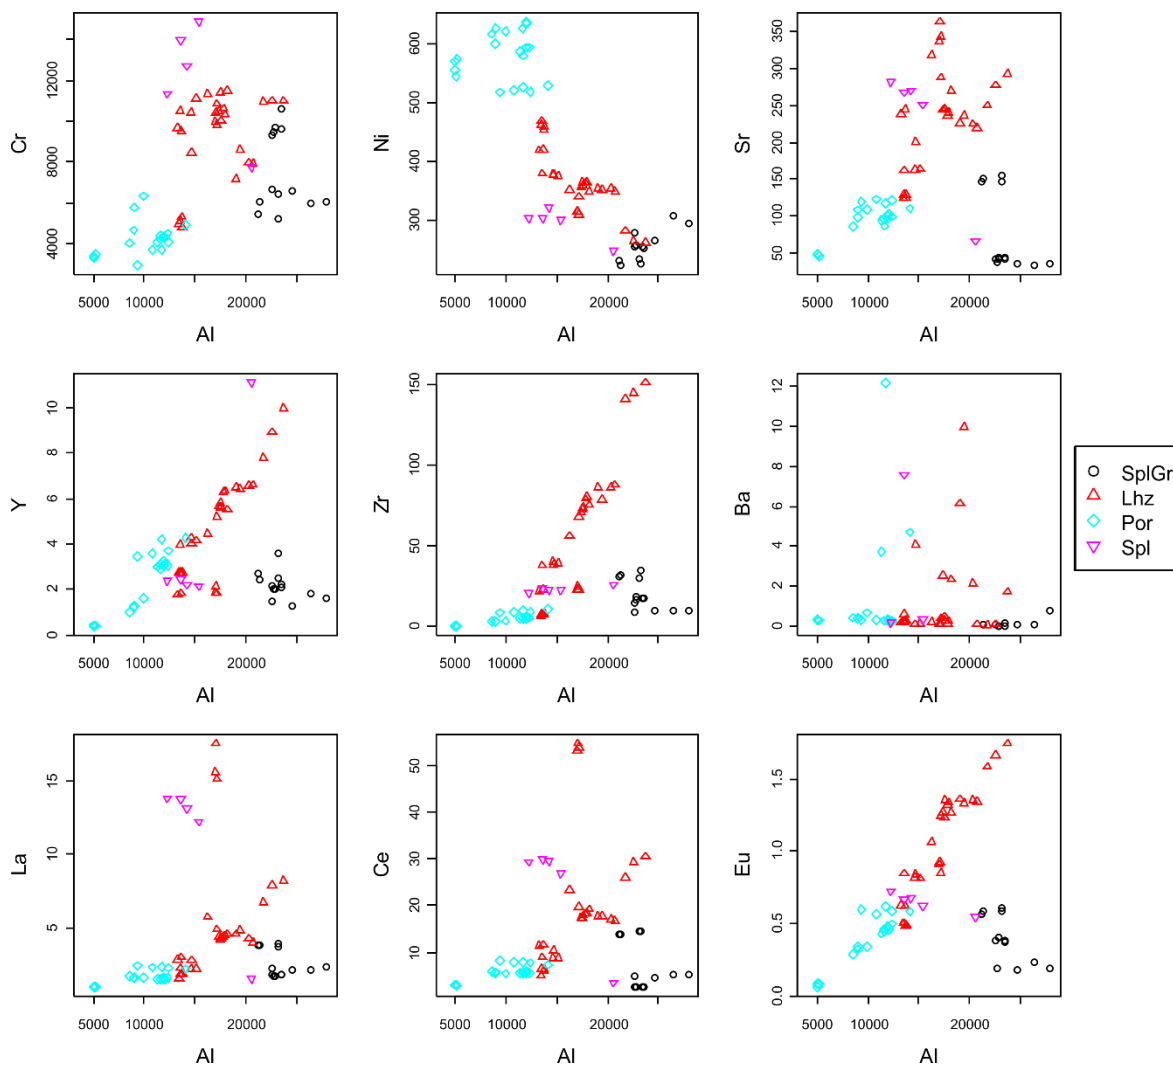 Cr
4000
8000
12000
5000 10000 20000
Al
Ni
300
400
500
600
5000 10000 20000
Al
Sr
50
100
150
200
250
300
350
5000 10000 20000
Al
Y
0
2
4
6
8
10
5000 10000 20000
Al
Zr
0
50
100
150
5000 10000 20000
Al
Ba
0
2
4
6
8
10
12
5000 10000 20000
Al
SplGr
Lhz
Por
Spl
La
5
10
15
5000 10000 20000
Al
Ce
10
20
30
40
50
5000 10000 20000
Al
Eu
0.0
0.5
1.0
1.5
5000 10000 20000
Al